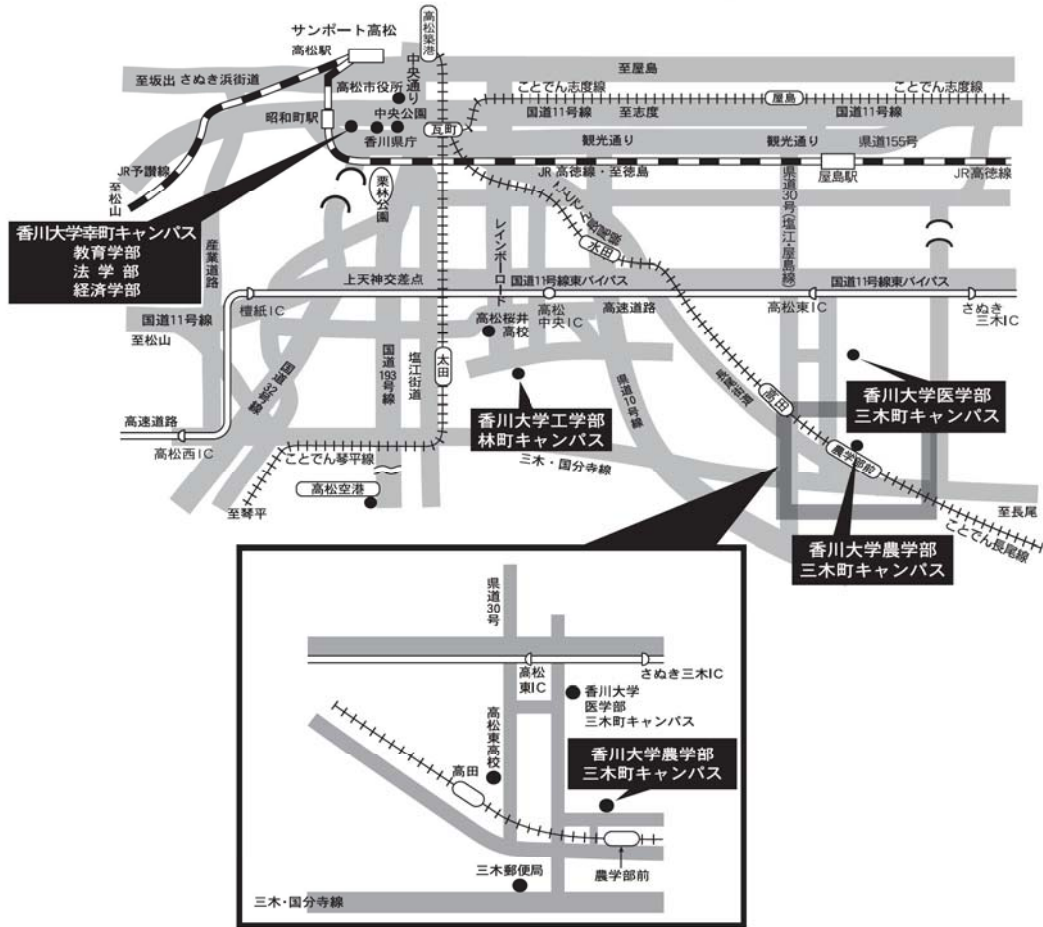 サンポート高松
高松駅
高松築港
中央通り
至坂出 さぬき浜街道
高松市役所
至屋島
ことでん志度線
屋島
ことでん志度線
国道11号線
至志度
国道11号線
昭和町駅
中央公園
香川県庁
瓦町
観光通り
観光通り
県道155号
JR予讃線
至松山
栗林公園
JR高徳線・至徳島
屋島駅
JR高徳線
香川大学幸町キャンパス
教育学部
法学部
経済学部
産業道路
ことでん長尾線
水田
レインボーロード
県道30号(塩江・屋島線)
上天神交差点
国道11号線東バイパス
国道11号線東バイパス
檀紙IC
高松中央IC
高速道路
高松東IC
さぬき三木IC
国道11号線
至松山
高松桜井高校
国道32号線
国道193号線
塩江街道
太田
県道10号線
長尾街道
高田
香川大学医学部
三木町キャンパス
香川大学工学部
林町キャンパス
高速道路
高松西IC
ことでん琴平線
三木・国分寺線
農学部前
高松空港
至琴平
至長尾
ことでん長尾線
香川大学農学部
三木町キャンパス
県道30号
高松東IC
さぬき三木IC
香川大学
医学部
三木町キャンパス
高松東高校
香川大学農学部
三木町キャンパス
高田
三木郵便局
農学部前
三木・国分寺線